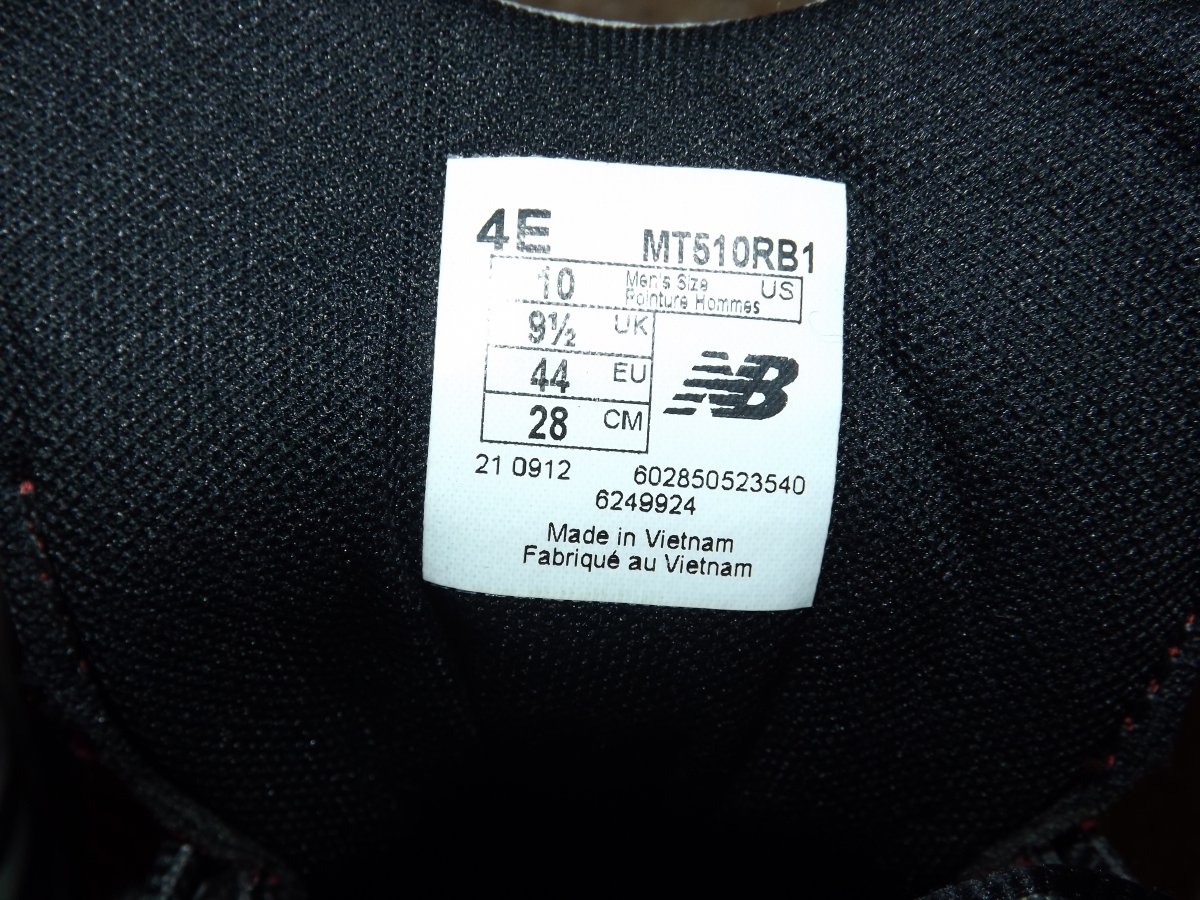 4E MT510RB1
10 Men's Size US
Pointure Hommes
9½ UK
44 EU
NB
28 CM
21 0912 602850523540
6249924
Made in Vietnam
Fabriqué au Vietnam